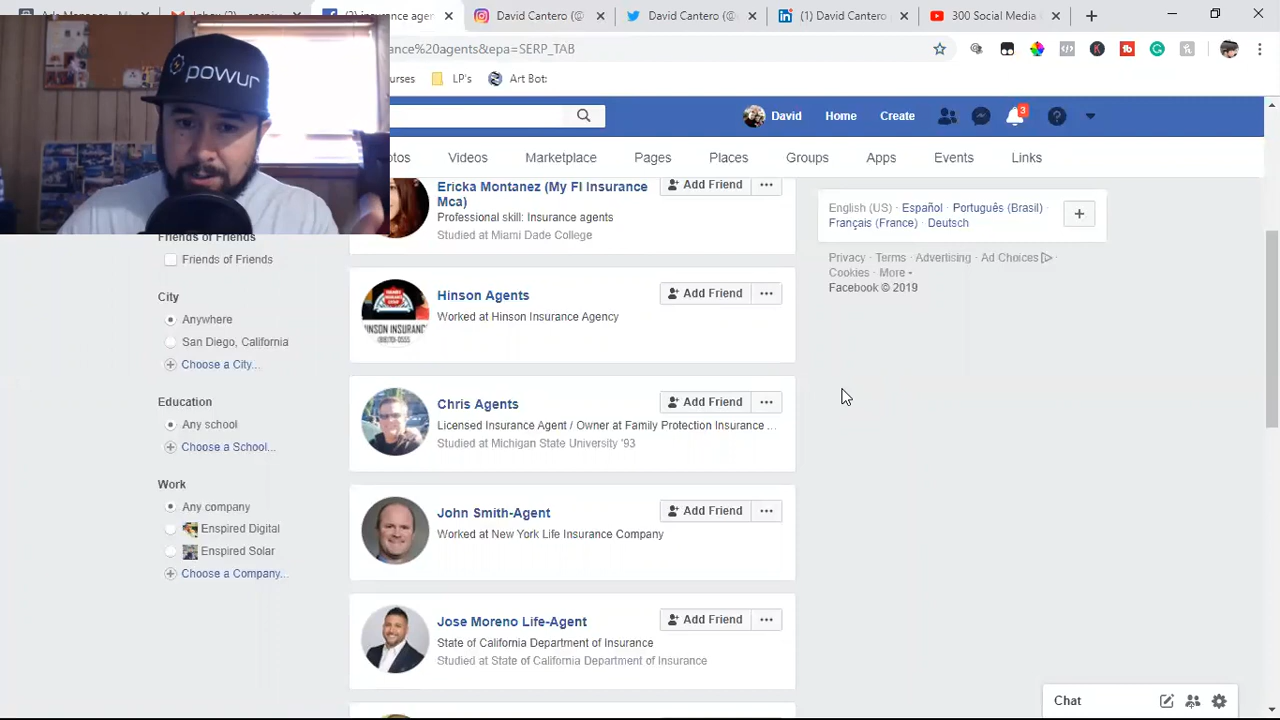 insurance agen
David Cantero (@
David Cantero (@
(1) David Cantero
300 Social Media
ance%20agents&epa=SERP_TAB
LP's
Art Bot:
powur
David
Home
Create
3
Videos
Marketplace
Pages
Places
Groups
Apps
Events
Links
Ericka Montanez (My Fl Insurance
Mca)
Professional skill: Insurance agents
Studied at Miami Dade College
Add Friend
English (US) · Español · Português (Brasil) ·
Français (France) · Deutsch
Privacy · Terms · Advertising · Ad Choices ·
Cookies · More
Facebook © 2019
Friends of Friends
Friends of Friends
City
Anywhere
San Diego, California
Choose a City...
Education
Any school
Choose a School...
Work
Any company
Enspired Digital
Enspired Solar
Choose a Company...
Hinson Agents
Worked at Hinson Insurance Agency
Add Friend
Chris Agents
Licensed Insurance Agent / Owner at Family Protection Insurance ...
Studied at Michigan State University '93
Add Friend
John Smith-Agent
Worked at New York Life Insurance Company
Add Friend
Jose Moreno Life-Agent
State of California Department of Insurance
Studied at State of California Department of Insurance
Add Friend
Chat